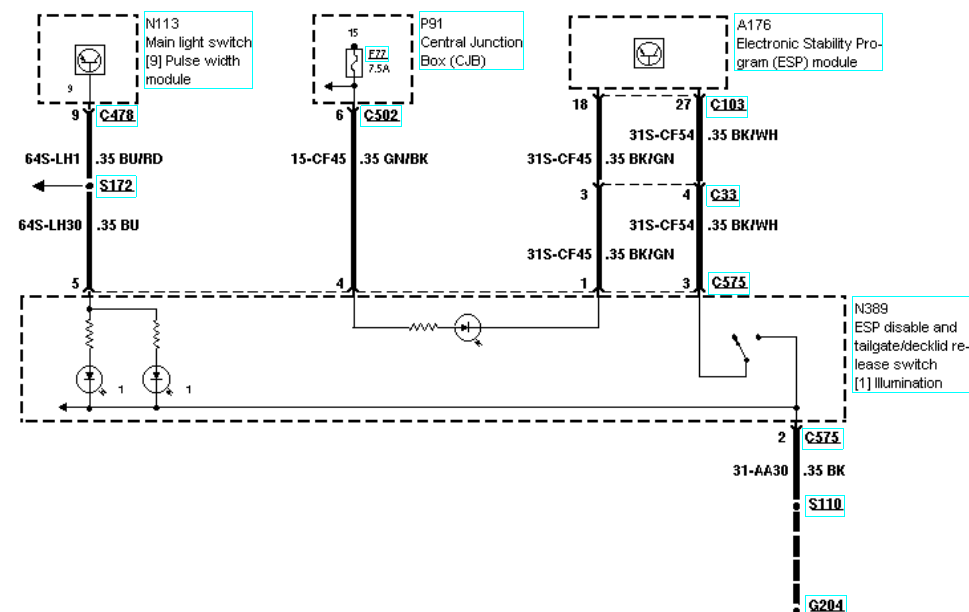 N113
Main light switch
[9] Pulse width
module
9
P91
Central Junction
Box (CJB)
15
F77
7.5A
A176
Electronic Stability Pro-
gram (ESP) module
9 C478
6 C502
18 27 C103
64S-LH1 .35 BU/RD
15-CF45 .35 GN/BK
31S-CF54 .35 BK/WH
31S-CF45 .35 BK/GN
S172
3 4 C33
64S-LH30 .35 BU
31S-CF54 .35 BK/WH
31S-CF45 .35 BK/GN
5 4 1 3 C575
N389
ESP disable and
tailgate/decklid re-
lease switch
[1] Illumination
1 1
2 C575
31-AA30 .35 BK
S110
G204